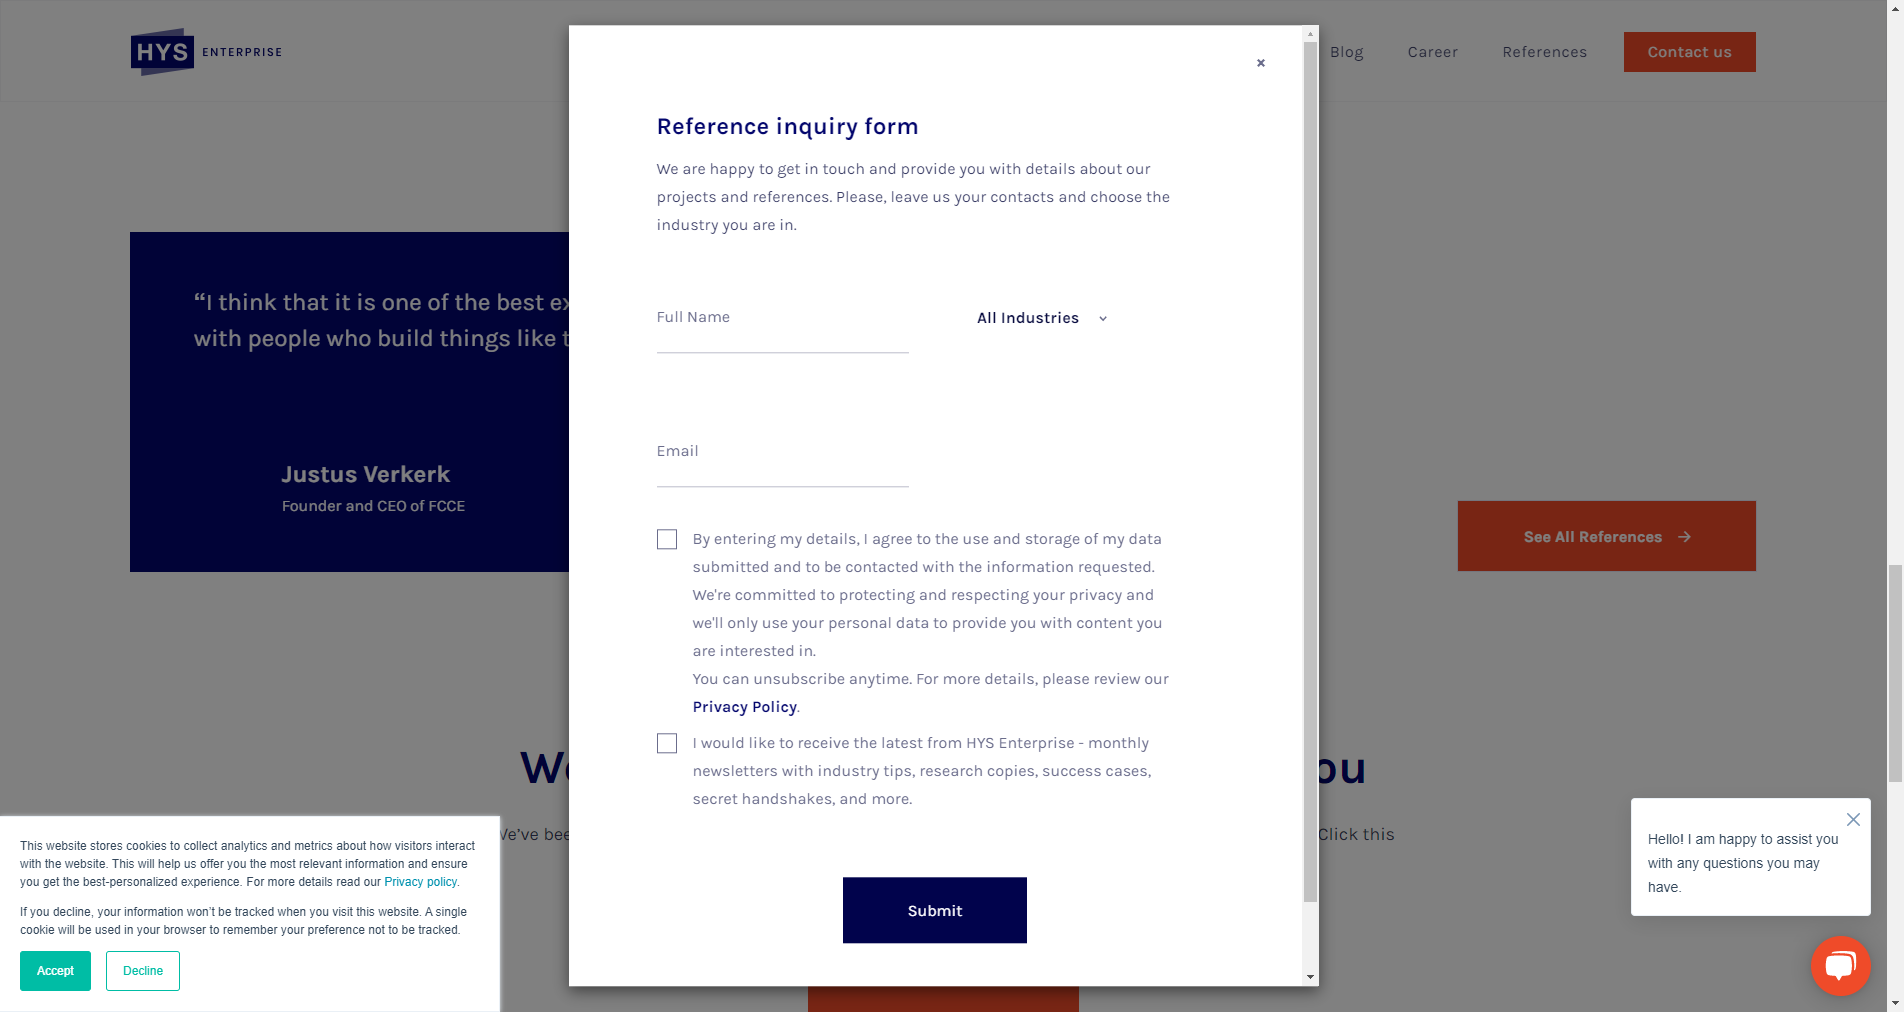 HYS ENTERPRISE
Blog
Career
References
Contact us
×
Reference inquiry form
We are happy to get in touch and provide you with details about our
projects and references. Please, leave us your contacts and choose the
industry you are in.
“I think that it is one of the best ex
with people who build things like t
Justus Verkerk
Founder and CEO of FCCE
Full Name
All Industries
Email
By entering my details, I agree to the use and storage of my data
submitted and to be contacted with the information requested.
We're committed to protecting and respecting your privacy and
we'll only use your personal data to provide you with content you
are interested in.
You can unsubscribe anytime. For more details, please review our
Privacy Policy.
I would like to receive the latest from HYS Enterprise - monthly
newsletters with industry tips, research copies, success cases,
secret handshakes, and more.
Submit
See All References →
We
ou
We’ve bee
Click this
This website stores cookies to collect analytics and metrics about how visitors interact
with the website. This will help us offer you the most relevant information and ensure
you get the best-personalized experience. For more details read our Privacy policy.
If you decline, your information won’t be tracked when you visit this website. A single
cookie will be used in your browser to remember your preference not to be tracked.
Accept
Decline
Hello! I am happy to assist you
with any questions you may
have.